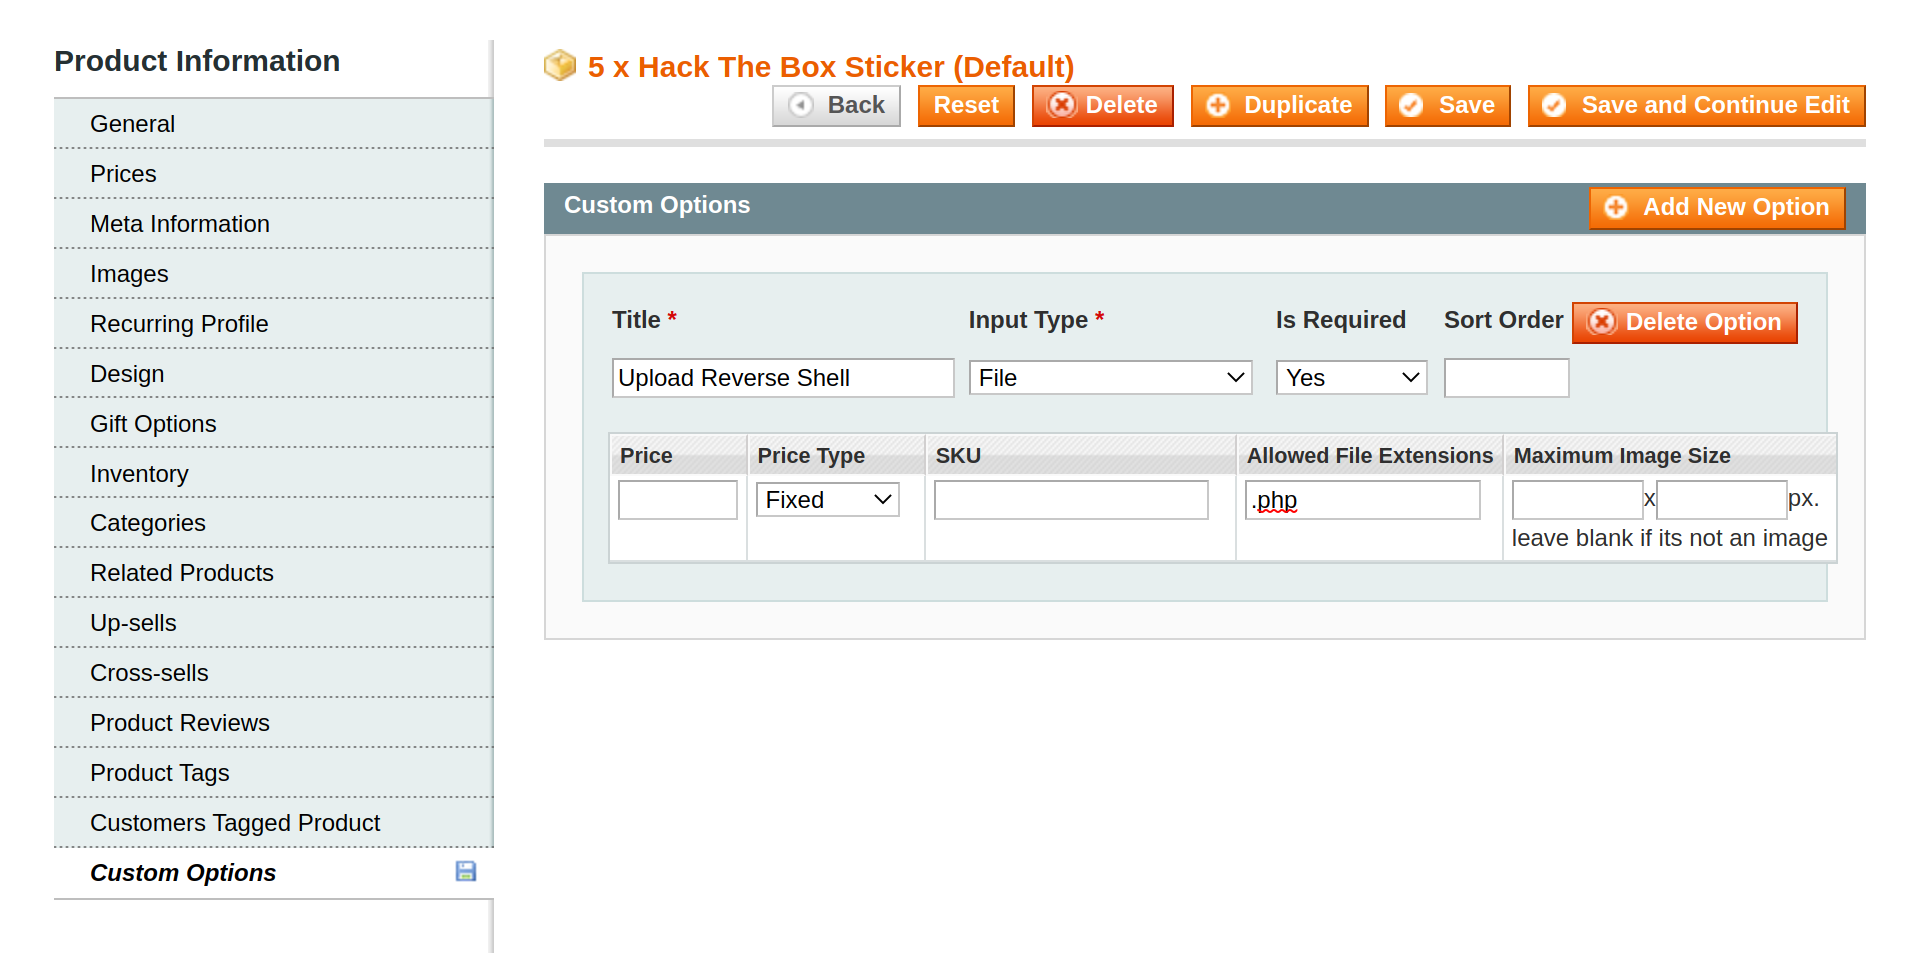 Product Information
General
Prices
Meta Information
Images
Recurring Profile
Design
Gift Options
Inventory
Categories
Related Products
Up-sells
Cross-sells
Product Reviews
Product Tags
Customers Tagged Product
Custom Options
5 x Hack The Box Sticker (Default)
Back Reset Delete Duplicate Save Save and Continue Edit
Custom Options Add New Option
Title * Input Type * Is Required Sort Order Delete Option
Upload Reverse Shell File Yes
Price Price Type SKU Allowed File Extensions Maximum Image Size
Fixed .php x px.
leave blank if its not an image